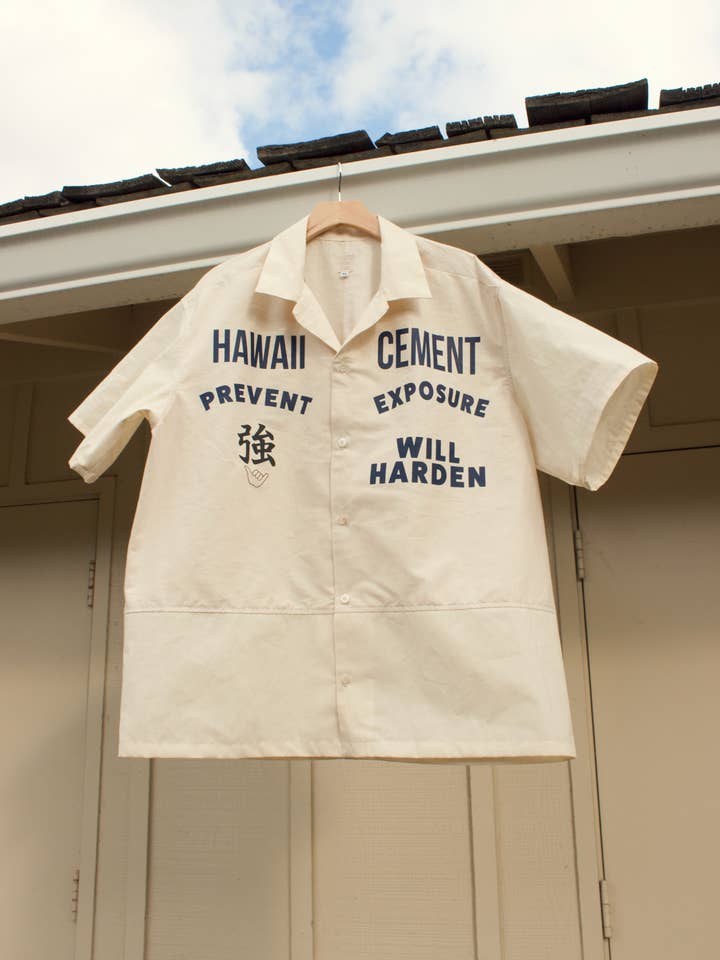 HAWAII CEMENT
PREVENT EXPOSURE
強
WILL
HARDEN